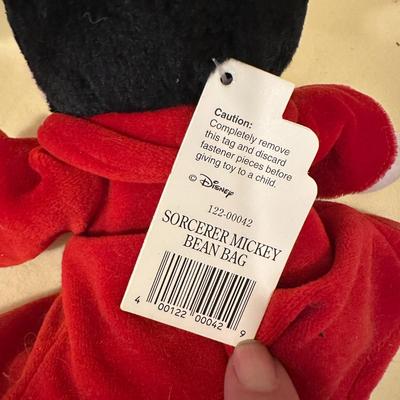 Caution:
Completely remove
this tag and discard
fastener pieces before
giving toy to a child.
© Disney
122-00042
SORCERER MICKEY
BEAN BAG
4 00122 00042 9